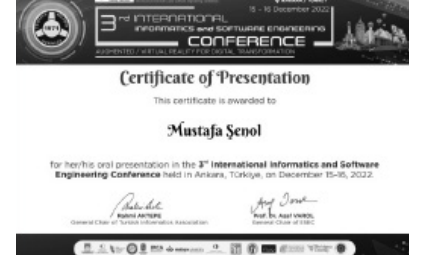 15 - 16 December 2022
3rd INTERNATIONAL
INFORMATICS and SOFTWARE ENGINEERING
CONFERENCE
AUGMENTED / VIRTUAL REALITY FOR DIGITAL TRANSFORMATION
Certificate of Presentation
This certificate is awarded to
Mustafa Şenol
for her/his oral presentation in the 3rd International Informatics and Software
Engineering Conference held in Ankara, Türkiye, on December 15-16, 2022.
Rahmi AKTEPE
General Chair of Turkish Informatics Association
Prof. Dr. Asaf VAROL
General Chair of